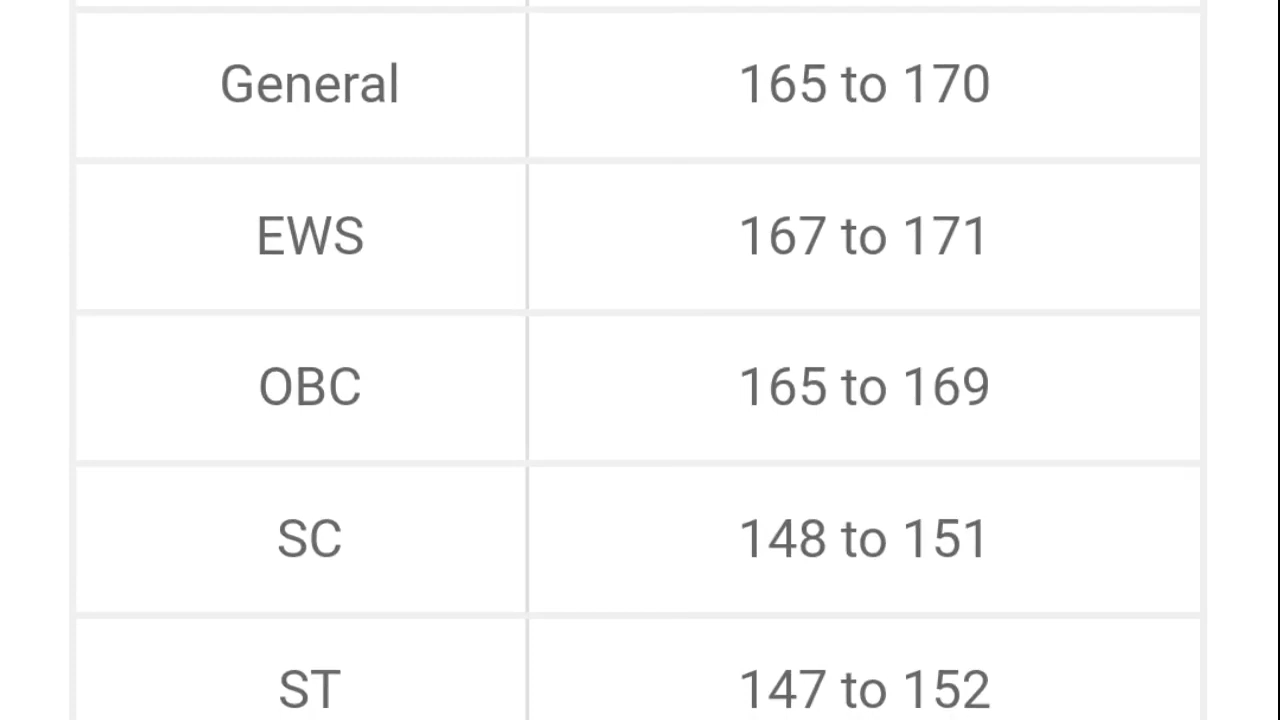 General 165 to 170
EWS 167 to 171
OBC 165 to 169
SC 148 to 151
ST 147 to 152